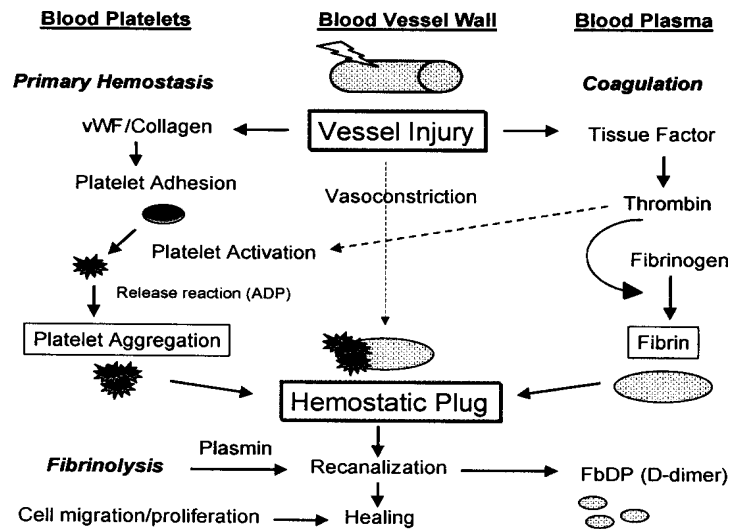 Blood Platelets
Blood Vessel Wall
Blood Plasma
Primary Hemostasis
Coagulation
vWF/Collagen
Vessel Injury
Tissue Factor
Platelet Adhesion
Vasoconstriction
Thrombin
Platelet Activation
Fibrinogen
Release reaction (ADP)
Platelet Aggregation
Fibrin
Hemostatic Plug
Fibrinolysis
Plasmin
Recanalization
FbDP (D-dimer)
Cell migration/proliferation
Healing